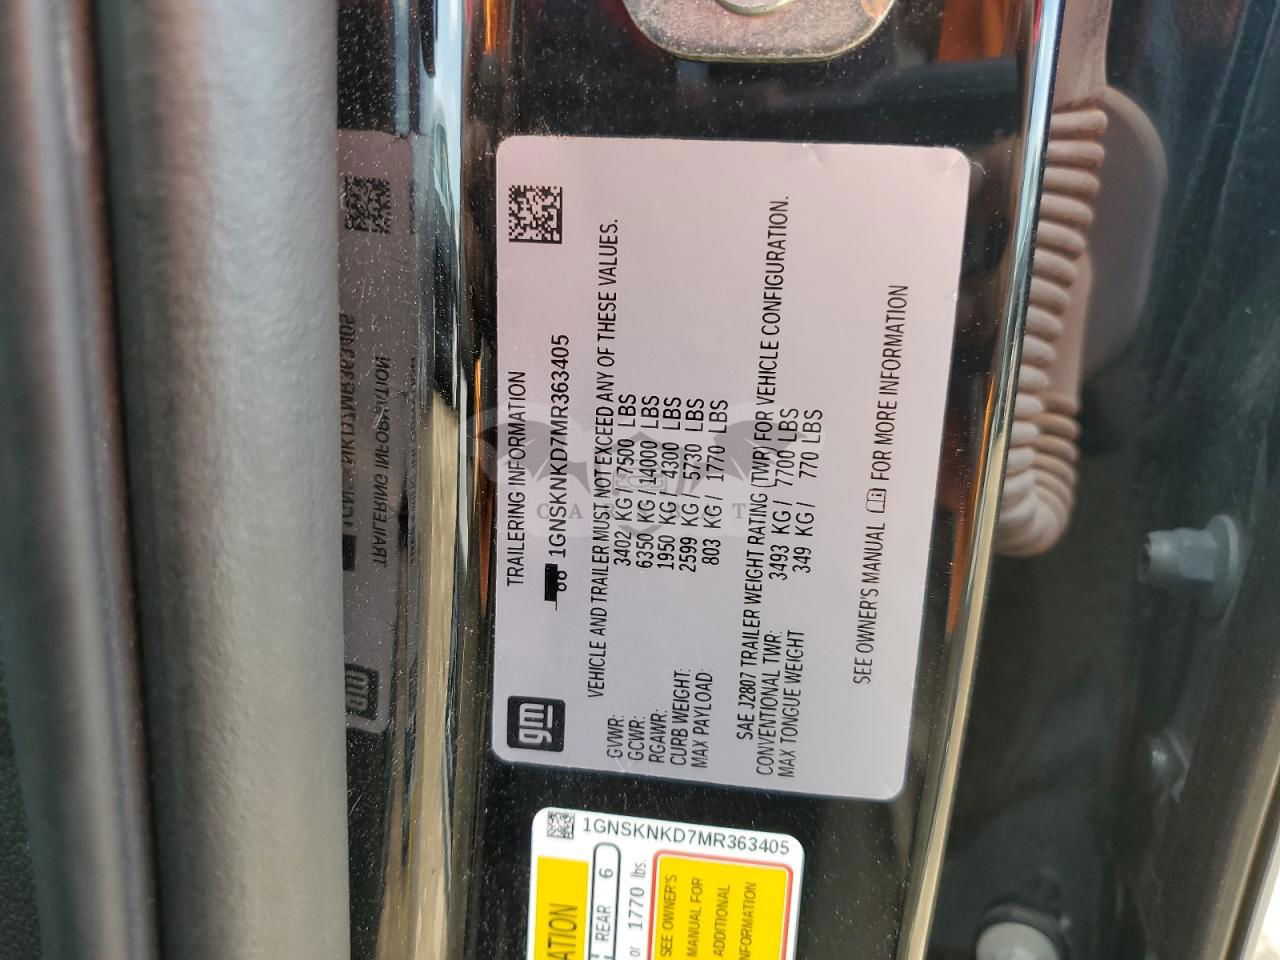 gm
TRAILERING INFORMATION
1GNSKNKD7MR363405
VEHICLE AND TRAILER MUST NOT EXCEED ANY OF THESE VALUES.
GVWR: 3402 KG / 7500 LBS
GCWR: 6350 KG / 14000 LBS
RGAWR: 1950 KG / 4300 LBS
CURB WEIGHT: 2599 KG / 5730 LBS
MAX PAYLOAD: 803 KG / 1770 LBS
SAE J2807 TRAILER WEIGHT RATING (TWR) FOR VEHICLE CONFIGURATION.
CONVENTIONAL TWR: 3493 KG / 7700 LBS
MAX TONGUE WEIGHT 349 KG / 770 LBS
SEE OWNER'S MANUAL FOR MORE INFORMATION
1GNSKNKD7MR363405
ATION
REAR 6
or 1770 lbs.
SEE OWNER'S
MANUAL FOR
ADDITIONAL
INFORMATION